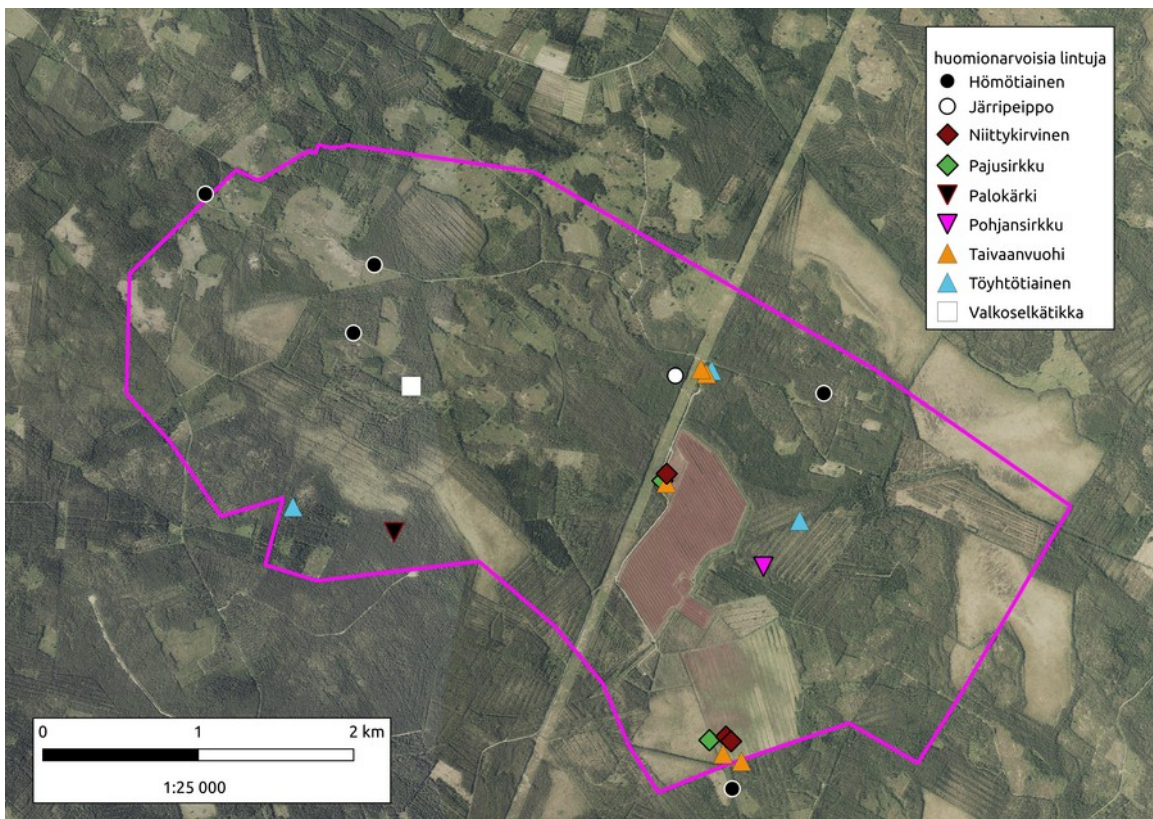 huomionarvoisia lintuja
Hömötiainen
Järripeippo
Niittykirvinen
Pajusirkku
Palokärki
Pohjansirkku
Taivaanvuohi
Töyhtötiainen
Valkoselkätikka
0 1 2 km
1:25 000